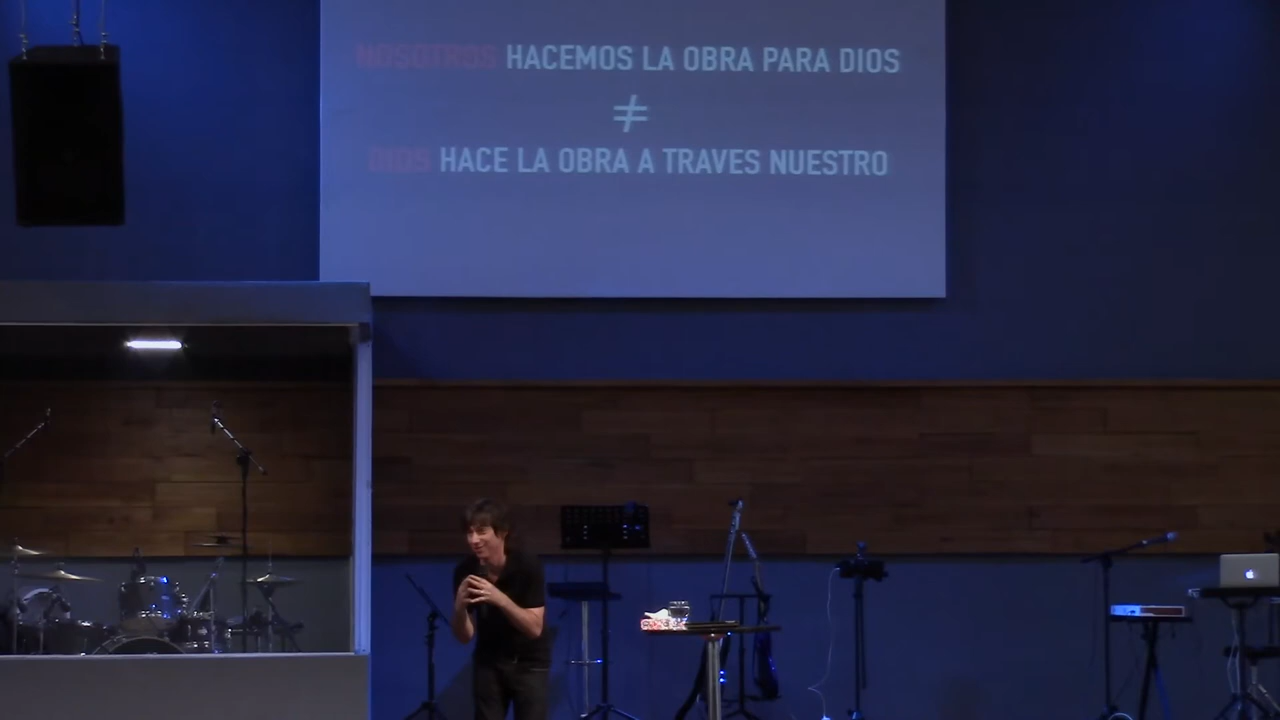 NOSOTROS HACEMOS LA OBRA PARA DIOS
≠
DIOS HACE LA OBRA A TRAVES NUESTRO